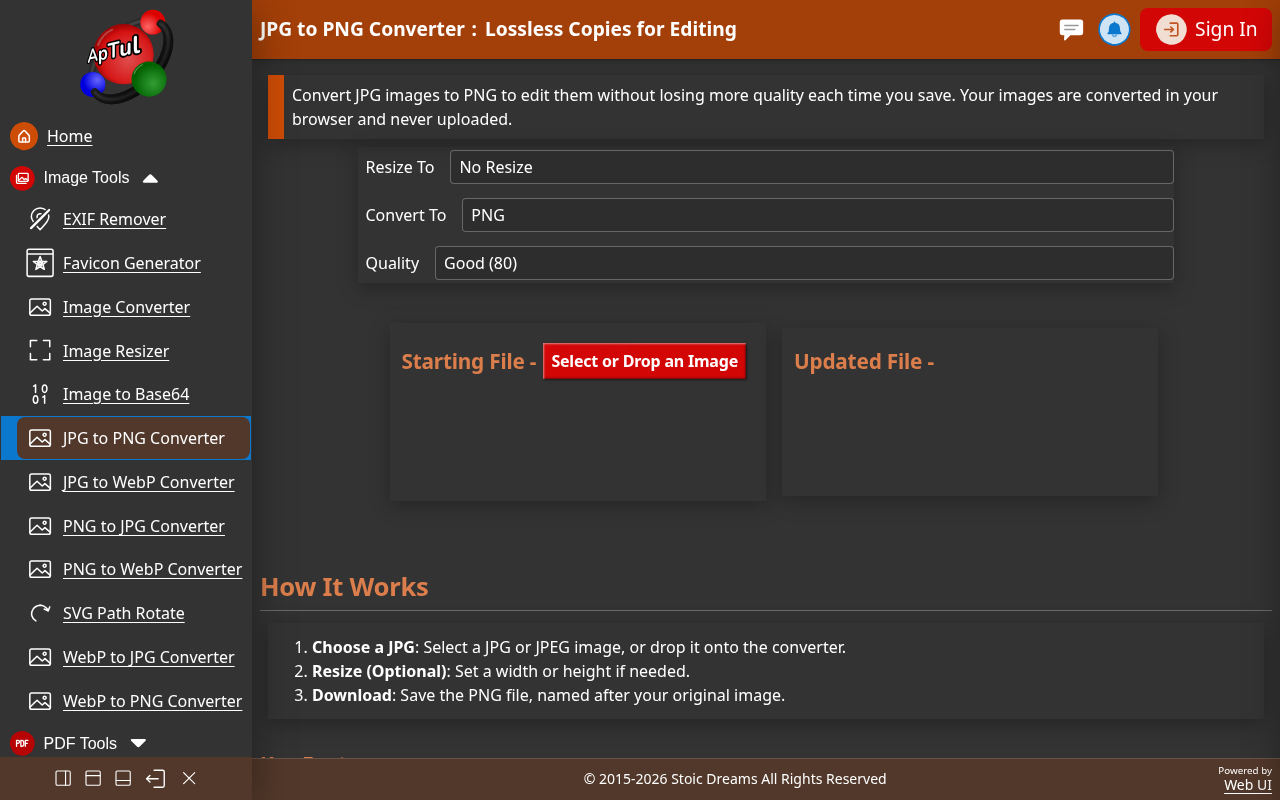 ApTul
Home
Image Tools
EXIF Remover
Favicon Generator
Image Converter
Image Resizer
Image to Base64
JPG to PNG Converter
JPG to WebP Converter
PNG to JPG Converter
PNG to WebP Converter
SVG Path Rotate
WebP to JPG Converter
WebP to PNG Converter
PDF
PDF Tools
JPG to PNG Converter : Lossless Copies for Editing
Sign In
Convert JPG images to PNG to edit them without losing more quality each time you save. Your images are converted in your
browser and never uploaded.
Resize To No Resize
Convert To PNG
Quality Good (80)
Starting File - Select or Drop an Image
Updated File -
How It Works
1. Choose a JPG: Select a JPG or JPEG image, or drop it onto the converter.
2. Resize (Optional): Set a width or height if needed.
3. Download: Save the PNG file, named after your original image.
© 2015-2026 Stoic Dreams All Rights Reserved
Powered by
Web UI